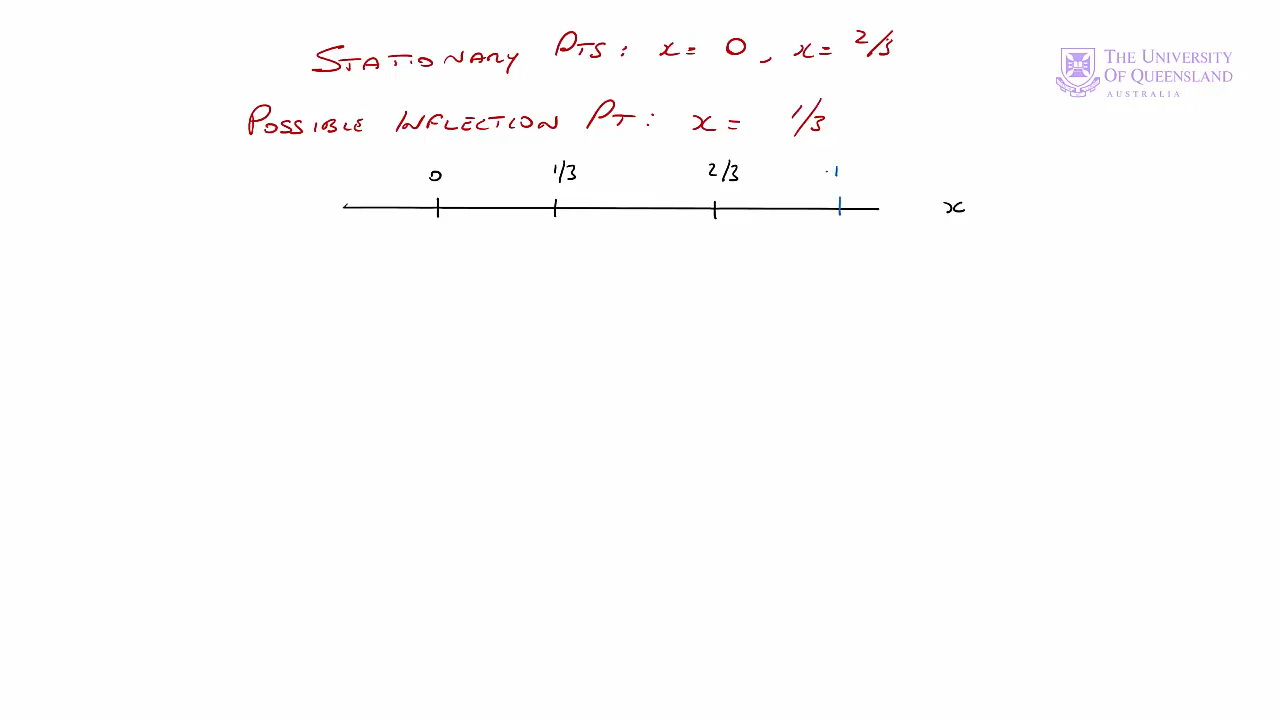 STATIONARY PTS: x = 0, x = 2/3
THE UNIVERSITY
OF QUEENSLAND
AUSTRALIA
POSSIBLE INFLECTION PT: x = 1/3
0 1/3 2/3 1
x